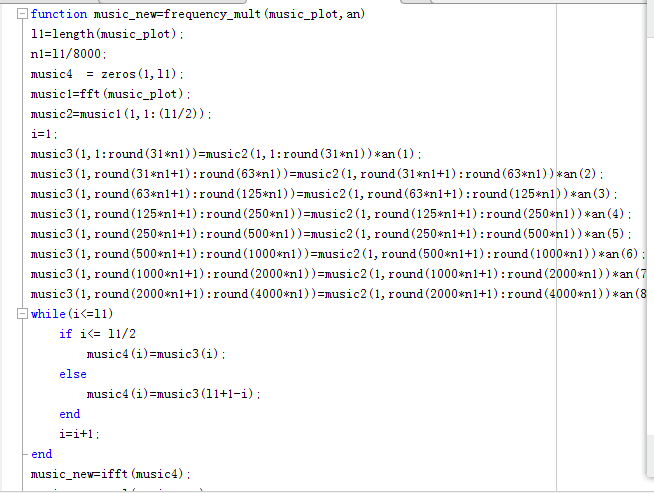 function music_new=frequency_mult(music_plot,an)
l1=length(music_plot);
n1=l1/8000;
music4  = zeros(1,l1);
music1=fft(music_plot);
music2=music1(1,1:(l1/2));
i=1;
music3(1,1:round(31*n1))=music2(1,1:round(31*n1))*an(1);
music3(1,round(31*n1+1):round(63*n1))=music2(1,round(31*n1+1):round(63*n1))*an(2);
music3(1,round(63*n1+1):round(125*n1))=music2(1,round(63*n1+1):round(125*n1))*an(3);
music3(1,round(125*n1+1):round(250*n1))=music2(1,round(125*n1+1):round(250*n1))*an(4);
music3(1,round(250*n1+1):round(500*n1))=music2(1,round(250*n1+1):round(500*n1))*an(5);
music3(1,round(500*n1+1):round(1000*n1))=music2(1,round(500*n1+1):round(1000*n1))*an(6);
music3(1,round(1000*n1+1):round(2000*n1))=music2(1,round(1000*n1+1):round(2000*n1))*an(7
music3(1,round(2000*n1+1):round(4000*n1))=music2(1,round(2000*n1+1):round(4000*n1))*an(8
while(i<=l1)
    if i<= l1/2
        music4(i)=music3(i);
    else
        music4(i)=music3(l1+1-i);
    end
    i=i+1;
end
music_new=ifft(music4);